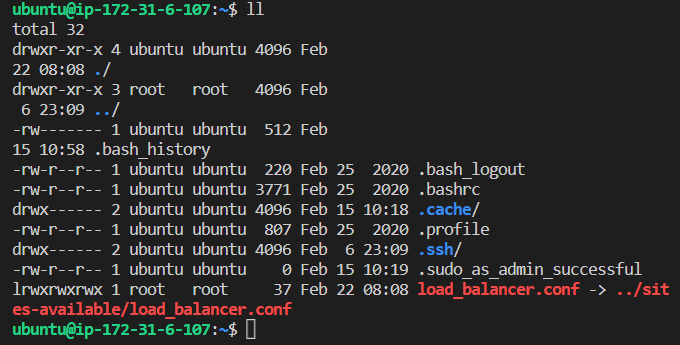 ubuntu@ip-172-31-6-107:~$ ll
total 32
drwxr-xr-x 4 ubuntu ubuntu 4096 Feb
22 08:08 ./
drwxr-xr-x 3 root   root   4096 Feb
 6 23:09 ../
-rw------- 1 ubuntu ubuntu  512 Feb
15 10:58 .bash_history
-rw-r--r-- 1 ubuntu ubuntu  220 Feb 25  2020 .bash_logout
-rw-r--r-- 1 ubuntu ubuntu 3771 Feb 25  2020 .bashrc
drwx------ 2 ubuntu ubuntu 4096 Feb 15 10:18 .cache/
-rw-r--r-- 1 ubuntu ubuntu  807 Feb 25  2020 .profile
drwx------ 2 ubuntu ubuntu 4096 Feb  6 23:09 .ssh/
-rw-r--r-- 1 ubuntu ubuntu    0 Feb 15 10:19 .sudo_as_admin_successful
lrwxrwxrwx 1 root   root     37 Feb 22 08:08 load_balancer.conf -> ../sit
es-available/load_balancer.conf
ubuntu@ip-172-31-6-107:~$